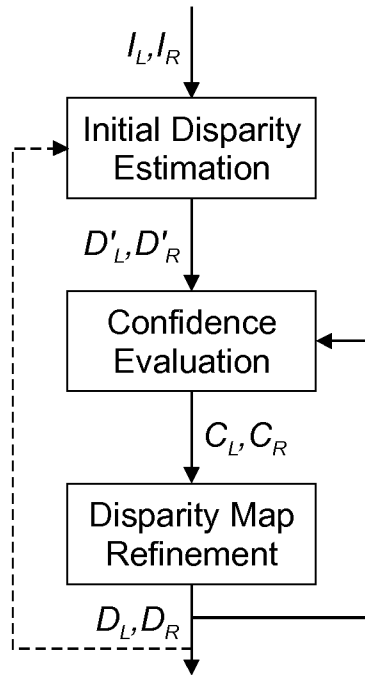 I_L, I_R
Initial Disparity
Estimation
D'_L, D'_R
Confidence
Evaluation
C_L, C_R
Disparity Map
Refinement
D_L, D_R